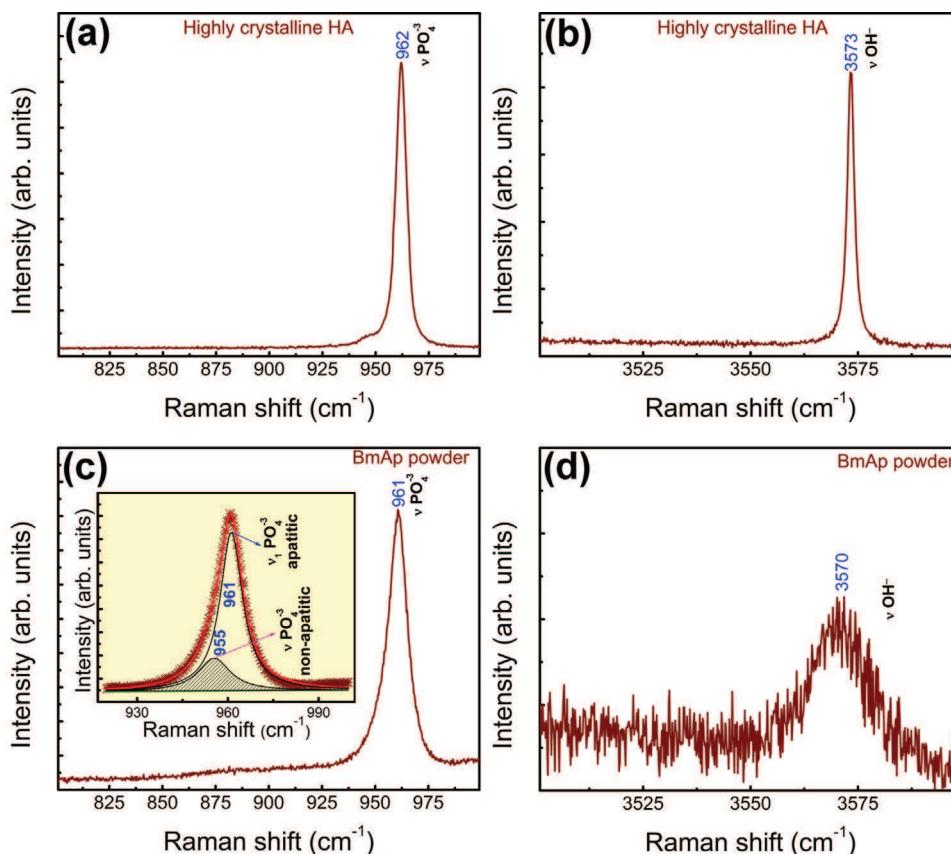 (a)
Highly crystalline HA
962
ν PO₄⁻³
Intensity (arb. units)
825 850 875 900 925 950 975
Raman shift (cm⁻¹)
(b)
Highly crystalline HA
3573
ν OH⁻
Intensity (arb. units)
3525 3550 3575
Raman shift (cm⁻¹)
(c)
BmAp powder
961
ν PO₄⁻³
Intensity (arb. units)
825 850 875 900 925 950 975
Raman shift (cm⁻¹)
ν₁ PO₄⁻³
apatitic
961
955
ν PO₄⁻³
non-apatitic
Intensity (arb. units)
930 960 990
Raman shift (cm⁻¹)
(d)
BmAp powder
3570
ν OH⁻
Intensity (arb. units)
3525 3550 3575
Raman shift (cm⁻¹)